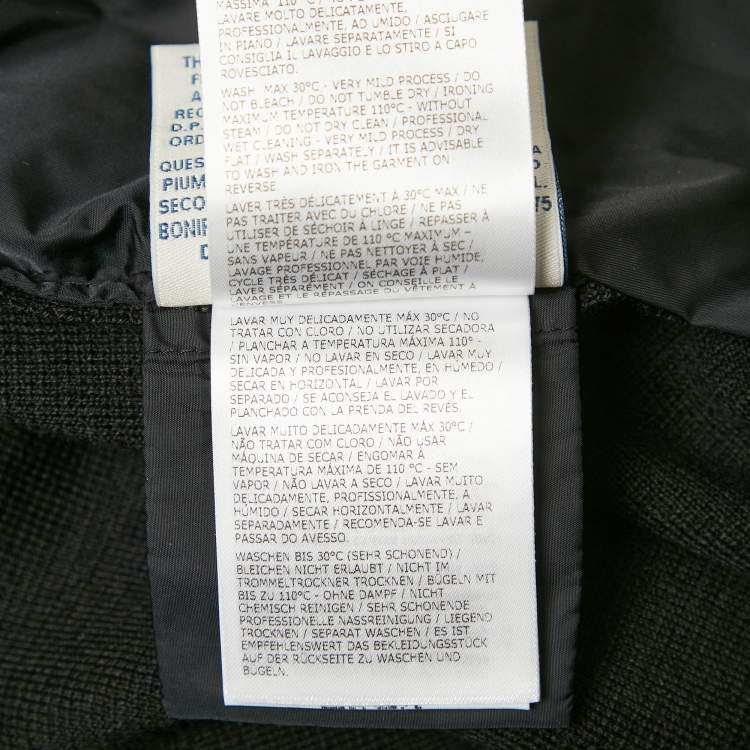 MASSIMA 110°C
LAVARE MOLTO DELICATAMENTE,
PROFESSIONALMENTE, AD UMIDO / ASCIUGARE
IN PIANO / LAVARE SEPARATAMENTE / SI
CONSIGLIA IL LAVAGGIO E LO STIRO A CAPO
ROVESCIATO.
WASH MAX 30°C - VERY MILD PROCESS / DO
NOT BLEACH / DO NOT TUMBLE DRY / IRONING
MAXIMUM TEMPERATURE 110°C - WITHOUT
STEAM / DO NOT DRY CLEAN / PROFESSIONAL
WET CLEANING - VERY MILD PROCESS / DRY
FLAT / WASH SEPARATELY / IT IS ADVISABLE
TO WASH AND IRON THE GARMENT ON
REVERSE.
LAVER TRÈS DÉLICATEMENT À 30°C MAX / NE
PAS TRAITER AVEC DU CHLORE / NE PAS
UTILISER DE SÉCHOIR À LINGE / REPASSER À
UNE TEMPÉRATURE DE 110 °C MAXIMUM –
SANS VAPEUR / NE PAS NETTOYER À SEC /
LAVAGE PROFESSIONNEL PAR VOIE HUMIDE,
CYCLE TRÈS DÉLICAT / SÉCHAGE À PLAT /
LAVER SÉPARÉMENT / ON CONSEILLE LE
LAVAGE ET LE REPASSAGE DU VÊTEMENT À
L'ENVERS.
LAVAR MUY DELICADAMENTE MÁX 30°C / NO
TRATAR CON CLORO / NO UTILIZAR SECADORA
/ PLANCHAR A TEMPERATURA MÁXIMA 110° -
SIN VAPOR / NO LAVAR EN SECO / LAVAR MUY
DELICADA Y PROFESIONALMENTE, EN HÚMEDO /
SECAR EN HORIZONTAL / LAVAR POR
SEPARADO / SE ACONSEJA EL LAVADO Y EL
PLANCHADO CON LA PRENDA DEL REVÉS.
LAVAR MUITO DELICADAMENTE MÁX 30°C /
NÃO TRATAR COM CLORO / NÃO USAR
MÁQUINA DE SECAR / ENGOMAR À
TEMPERATURA MÁXIMA DE 110 °C - SEM
VAPOR / NÃO LAVAR A SECO / LAVAR MUITO
DELICADAMENTE, PROFISSIONALMENTE, A
HÚMIDO / SECAR HORIZONTALMENTE / LAVAR
SEPARADAMENTE / RECOMENDA-SE LAVAR E
PASSAR DO AVESSO.
WASCHEN BIS 30°C (SEHR SCHONEND) /
BLEICHEN NICHT ERLAUBT / NICHT IM
TROMMELTROCKNER TROCKNEN / BÜGELN MIT
BIS ZU 110°C - OHNE DAMPF / NICHT
CHEMISCH REINIGEN / SEHR SCHONENDE
PROFESSIONELLE NASSREINIGUNG / LIEGEND
TROCKNEN / SEPARAT WASCHEN / ES IST
EMPFEHLENSWERT DAS BEKLEIDUNGSSTÜCK
AUF DER RÜCKSEITE ZU WASCHEN UND
BÜGELN.
TH
F
A
REC
D.P.
ORD
QUES
PIUM
SECO
BONIF
D
A
O
L.
75